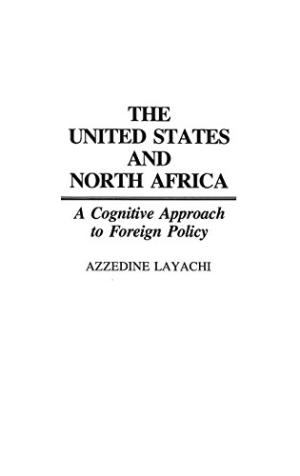 THE
UNITED STATES
AND
NORTH AFRICA
A Cognitive Approach
to Foreign Policy
AZZEDINE LAYACHI